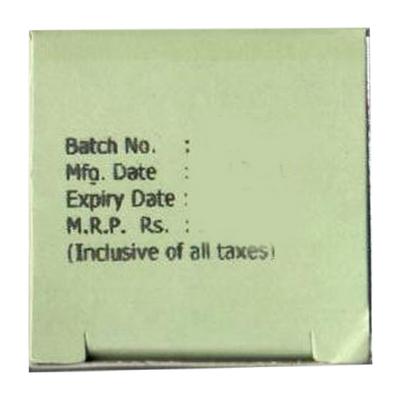 Batch No. :
Mfg. Date :
Expiry Date :
M.R.P. Rs. :
(Inclusive of all taxes)